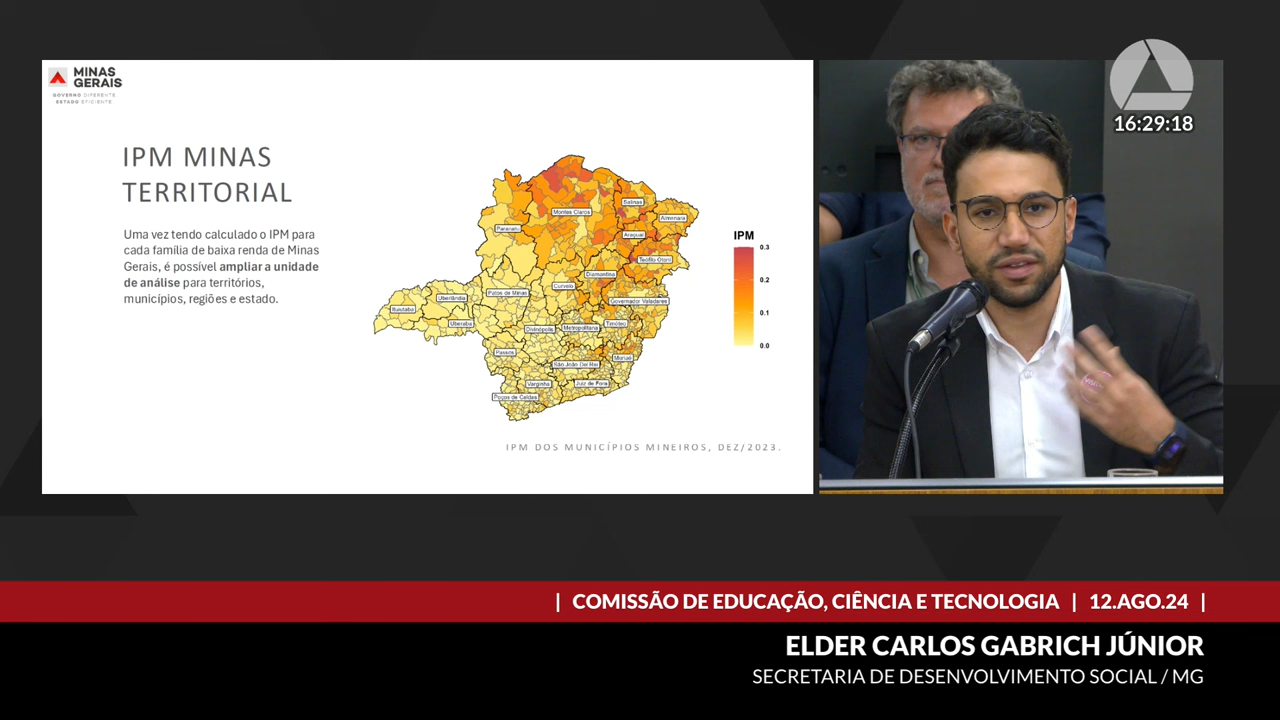 MINAS
GERAIS
GOVERNO DIFERENTE.
ESTADO EFICIENTE.
IPM MINAS
TERRITORIAL
Uma vez tendo calculado o IPM para
cada família de baixa renda de Minas
Gerais, é possível ampliar a unidade
de análise para territórios,
municípios, regiões e estado.
Salinas
Montes Claros
Almenara
Paracatu
Araçuaí
Teófilo Otoni
Diamantina
Curvelo
Patos de Minas
Uberlândia
Governador Valadares
Ituiutaba
Uberaba
Divinópolis
Metropolitana
Timóteo
Passos
Muriaé
São João Del Rei
Varginha
Juiz de Fora
Poços de Caldas
IPM
0.3
0.2
0.1
0.0
IPM DOS MUNICÍPIOS MINEIROS, DEZ/2023.
16:29:18
| COMISSÃO DE EDUCAÇÃO, CIÊNCIA E TECNOLOGIA | 12.AGO.24 |
ELDER CARLOS GABRICH JÚNIOR
SECRETARIA DE DESENVOLVIMENTO SOCIAL / MG